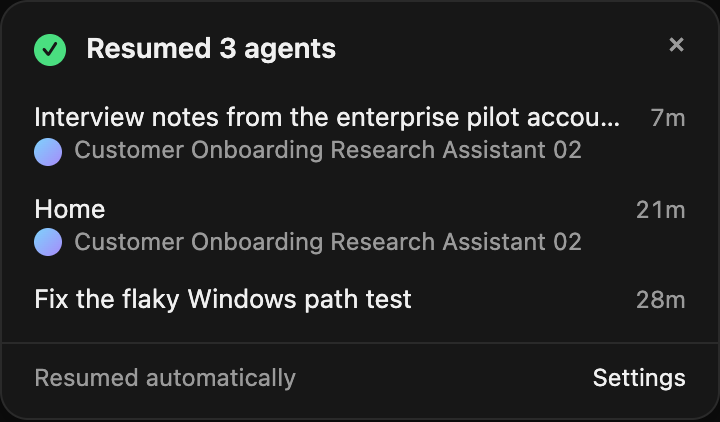 Resumed 3 agents
Interview notes from the enterprise pilot accou... 7m
Customer Onboarding Research Assistant 02
Home 21m
Customer Onboarding Research Assistant 02
Fix the flaky Windows path test 28m
Resumed automatically Settings